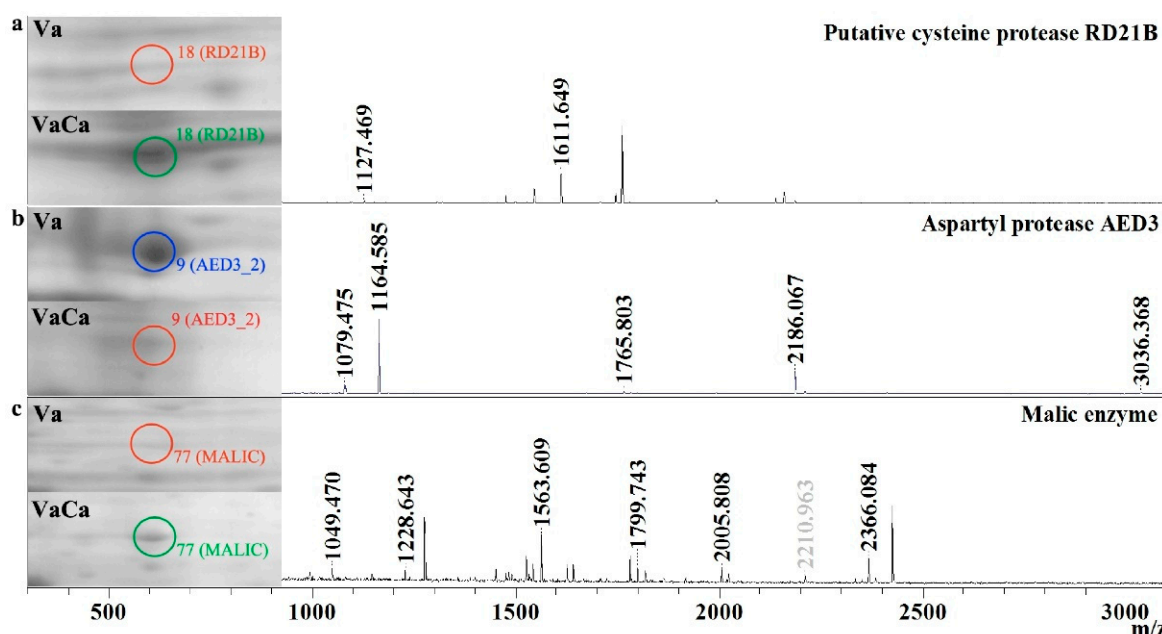 a
Va
18 (RD21B)
VaCa
18 (RD21B)
Putative cysteine protease RD21B
1127.469
1611.649
b
Va
9 (AED3_2)
VaCa
9 (AED3_2)
Aspartyl protease AED3
1079.475
1164.585
1765.803
2186.067
3036.368
c
Va
77 (MALIC)
VaCa
77 (MALIC)
Malic enzyme
1049.470
1228.643
1563.609
1799.743
2005.808
2210.963
2366.084
500 1000 1500 2000 2500 3000
m/z